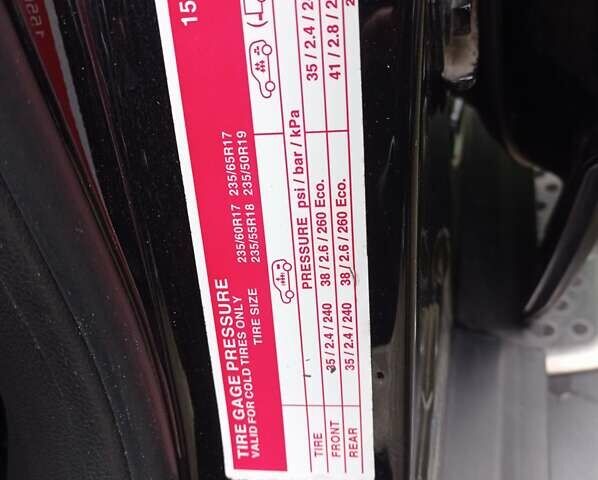 15
TIRE GAGE PRESSURE
VALID FOR COLD TIRES ONLY
TIRE SIZE 235/60R17 235/65R17
235/55R18 235/50R19
TIRE PRESSURE psi / bar / kPa
FRONT 35 / 2.4 / 240 38 / 2.6 / 260 Eco. 35 / 2.4 / 2
REAR 35 / 2.4 / 240 38 / 2.6 / 260 Eco. 41 / 2.8 / 2